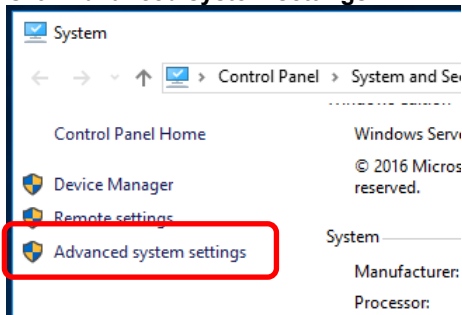 System
Control Panel > System and Se
Control Panel Home
Windows Serv
© 2016 Micros
reserved.
Device Manager
Remote settings
Advanced system settings
System
Manufacturer:
Processor: